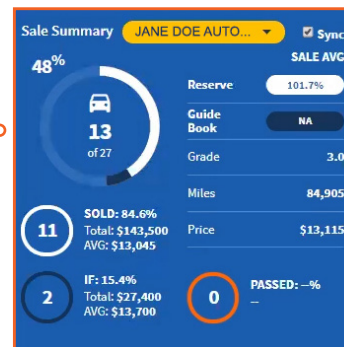 Sale Summary JANE DOE AUTO... Sync
48%
SALE AVG
13
of 27
Reserve 101.7%
Guide
Book NA
Grade 3.0
Miles 84,905
Price $13,115
11
SOLD: 84.6%
Total: $143,500
AVG: $13,045
2
IF: 15.4%
Total: $27,400
AVG: $13,700
0
PASSED: --%
--